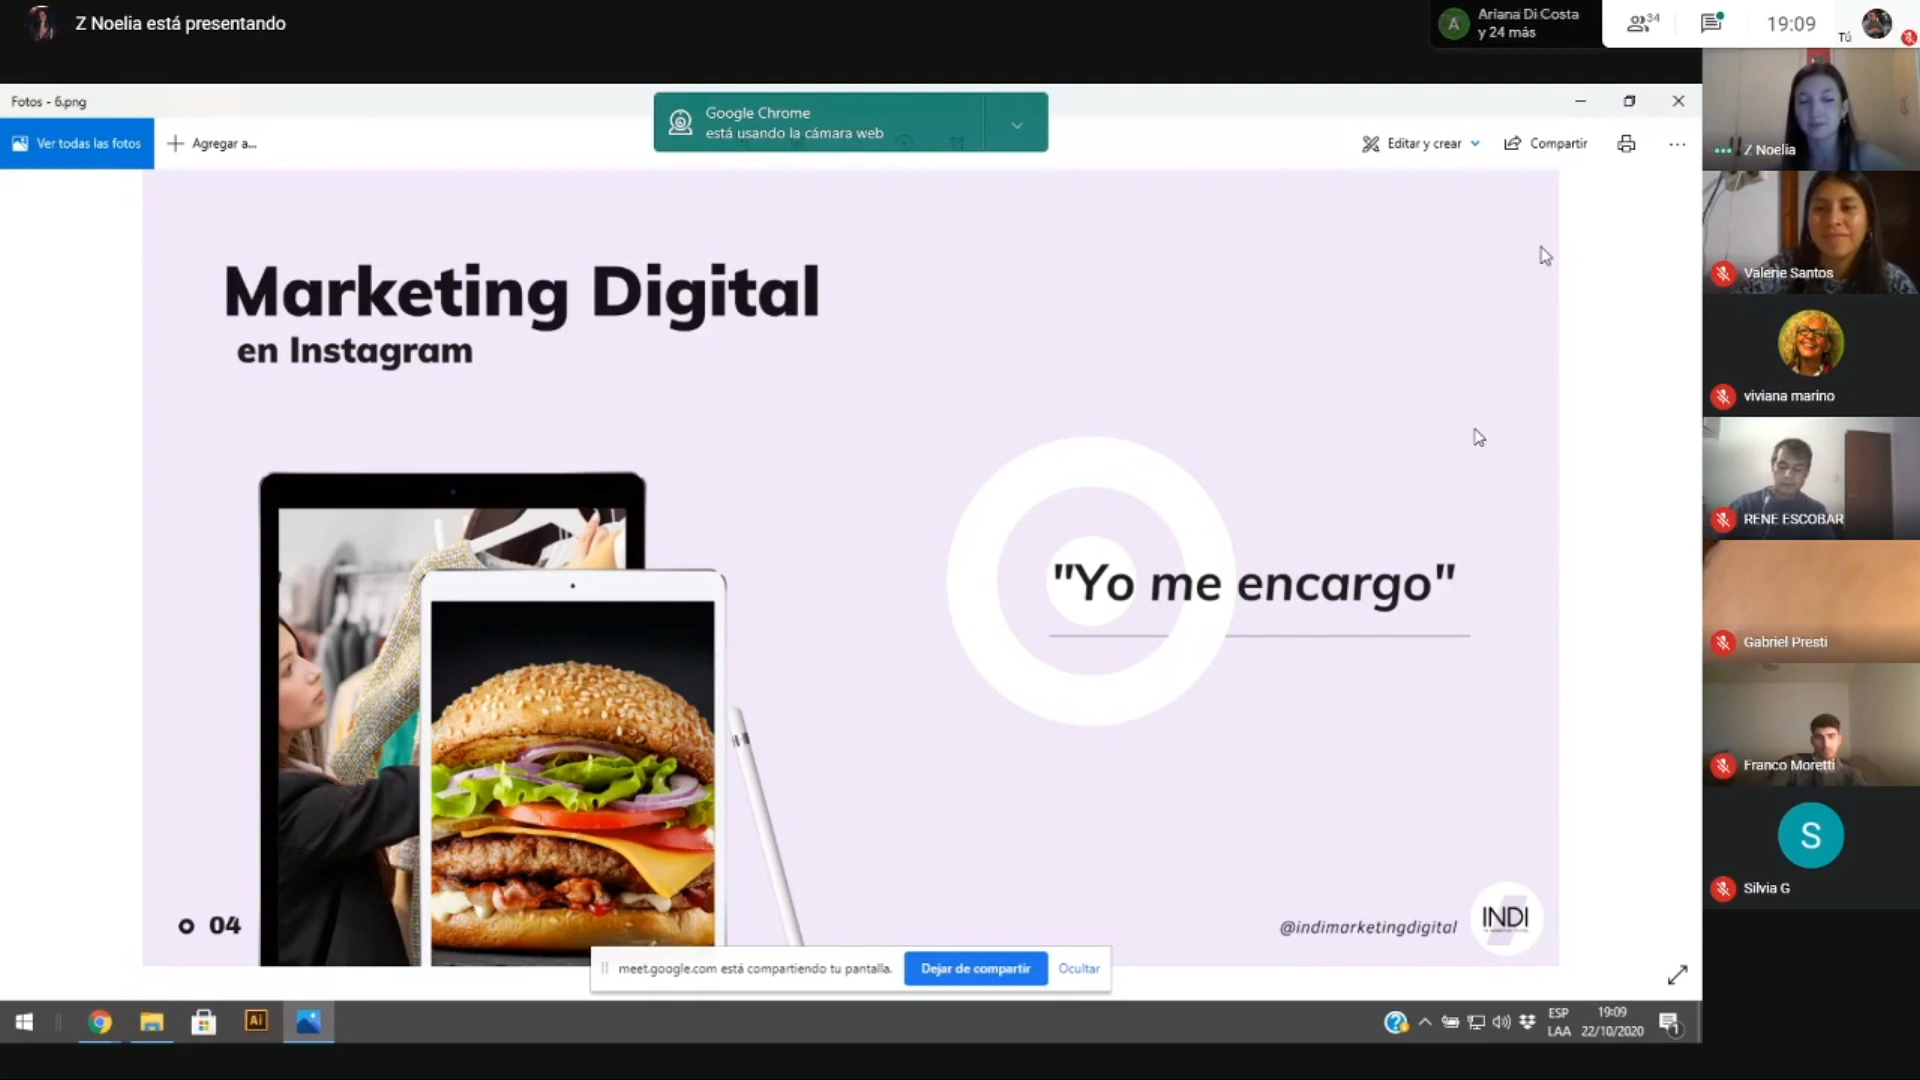 Z Noelia está presentando
Ariana Di Costa
y 24 más
34
19:09
Tú
Fotos - 6.png
Google Chrome
está usando la cámara web
Ver todas las fotos
Agregar a...
Editar y crear
Compartir
Marketing Digital
en Instagram
"Yo me encargo"
04
@indimarketingdigital
INDI
meet.google.com está compartiendo tu pantalla.
Dejar de compartir
Ocultar
Z Noelia
Valerie Santos
viviana marino
RENE ESCOBAR
Gabriel Presti
Franco Moretti
S
Silvia G
A
Ai
ESP
LAA
19:09
22/10/2020
1